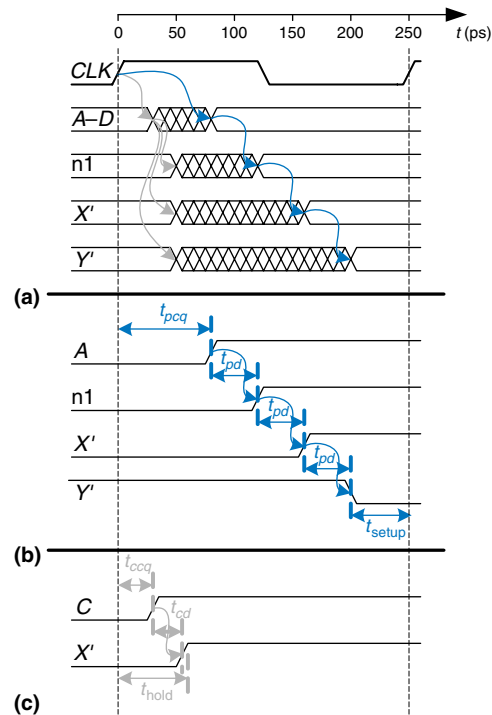 0 50 100 150 200 250
t (ps)
CLK
A–D
n1
X'
Y'
(a)
t_pcq
A
t_pd
n1
t_pd
X'
t_pd
Y'
t_setup
(b)
t_ccq
C
t_cd
X'
t_hold
(c)